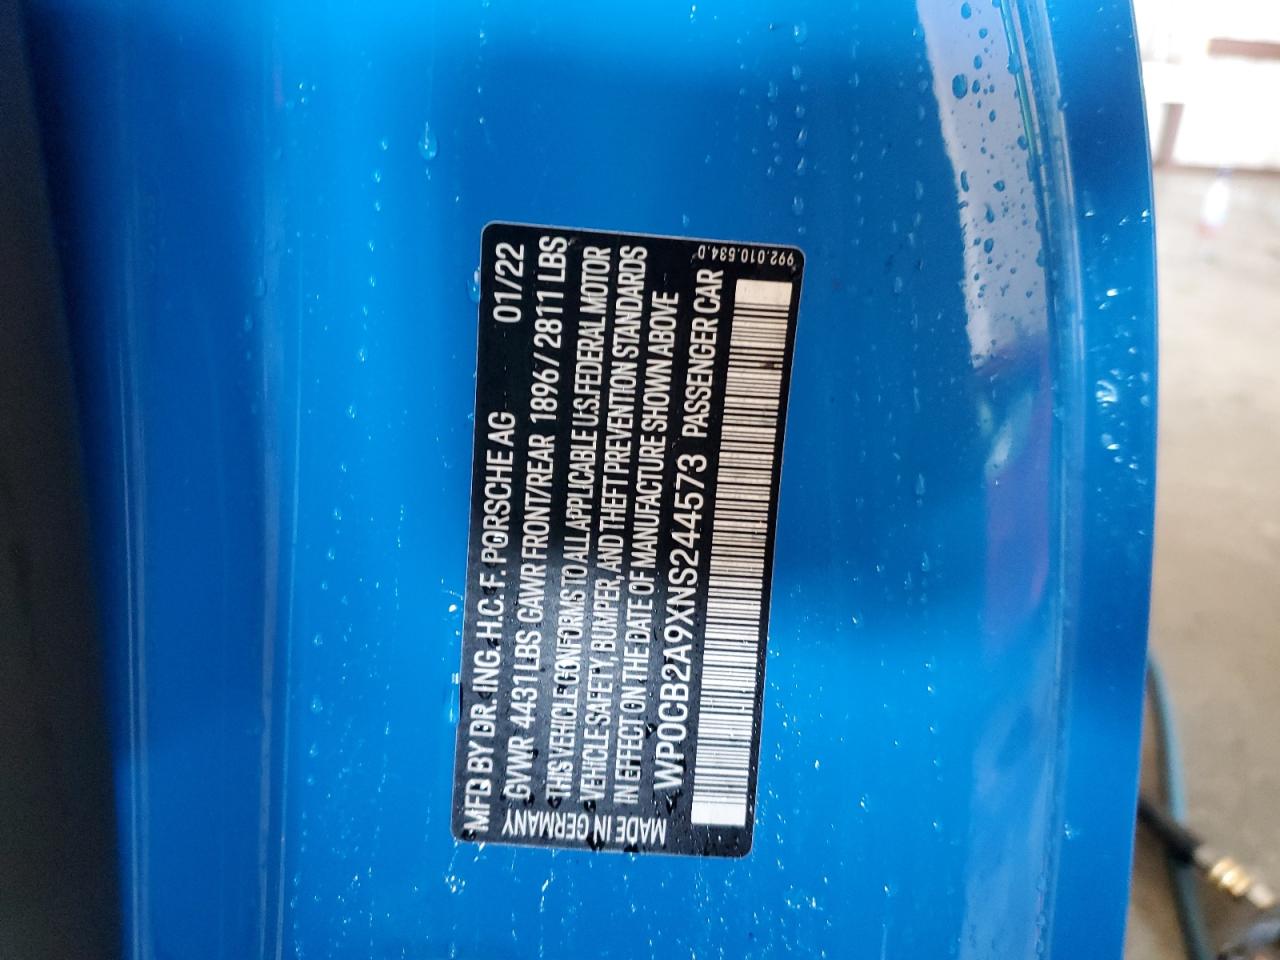 MFD BY DR. ING. H.C. F. PORSCHE AG 01/22
GVWR 4431 LBS GAWR FRONT/REAR 1896/2811 LBS
THIS VEHICLE CONFORMS TO ALL APPLICABLE U.S. FEDERAL MOTOR
VEHICLE SAFETY, BUMPER, AND THEFT PREVENTION STANDARDS
IN EFFECT ON THE DATE OF MANUFACTURE SHOWN ABOVE
WP0CB2A9XNS244573 PASSENGER CAR
MADE IN GERMANY
992.010.534.D